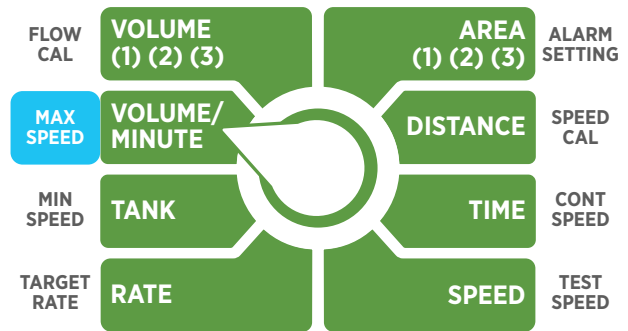 FLOW
CAL
VOLUME
(1) (2) (3)
AREA
(1) (2) (3)
ALARM
SETTING
MAX
SPEED
VOLUME/
MINUTE
DISTANCE
SPEED
CAL
MIN
SPEED
TANK
TIME
CONT
SPEED
TARGET
RATE
RATE
SPEED
TEST
SPEED